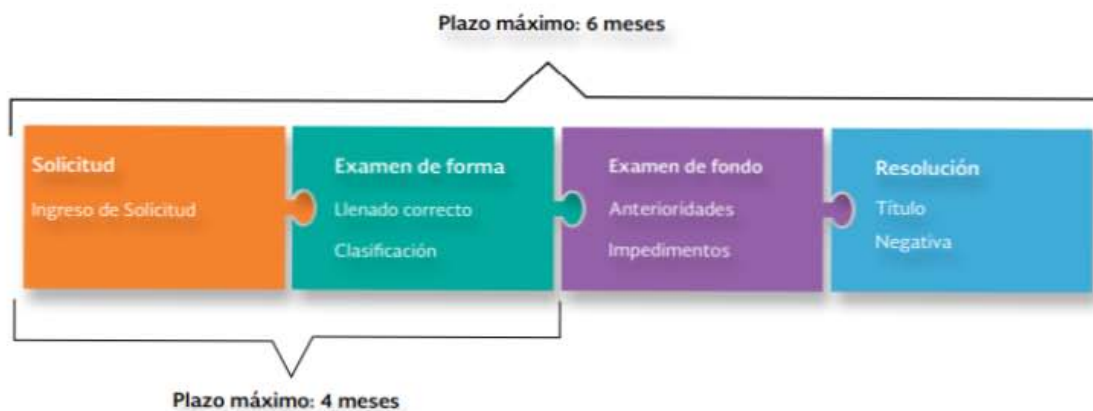 Plazo máximo: 6 meses
Solicitud
Ingreso de Solicitud
Examen de forma
Llenado correcto
Clasificación
Examen de fondo
Anterioridades
Impedimentos
Resolución
Título
Negativa
Plazo máximo: 4 meses